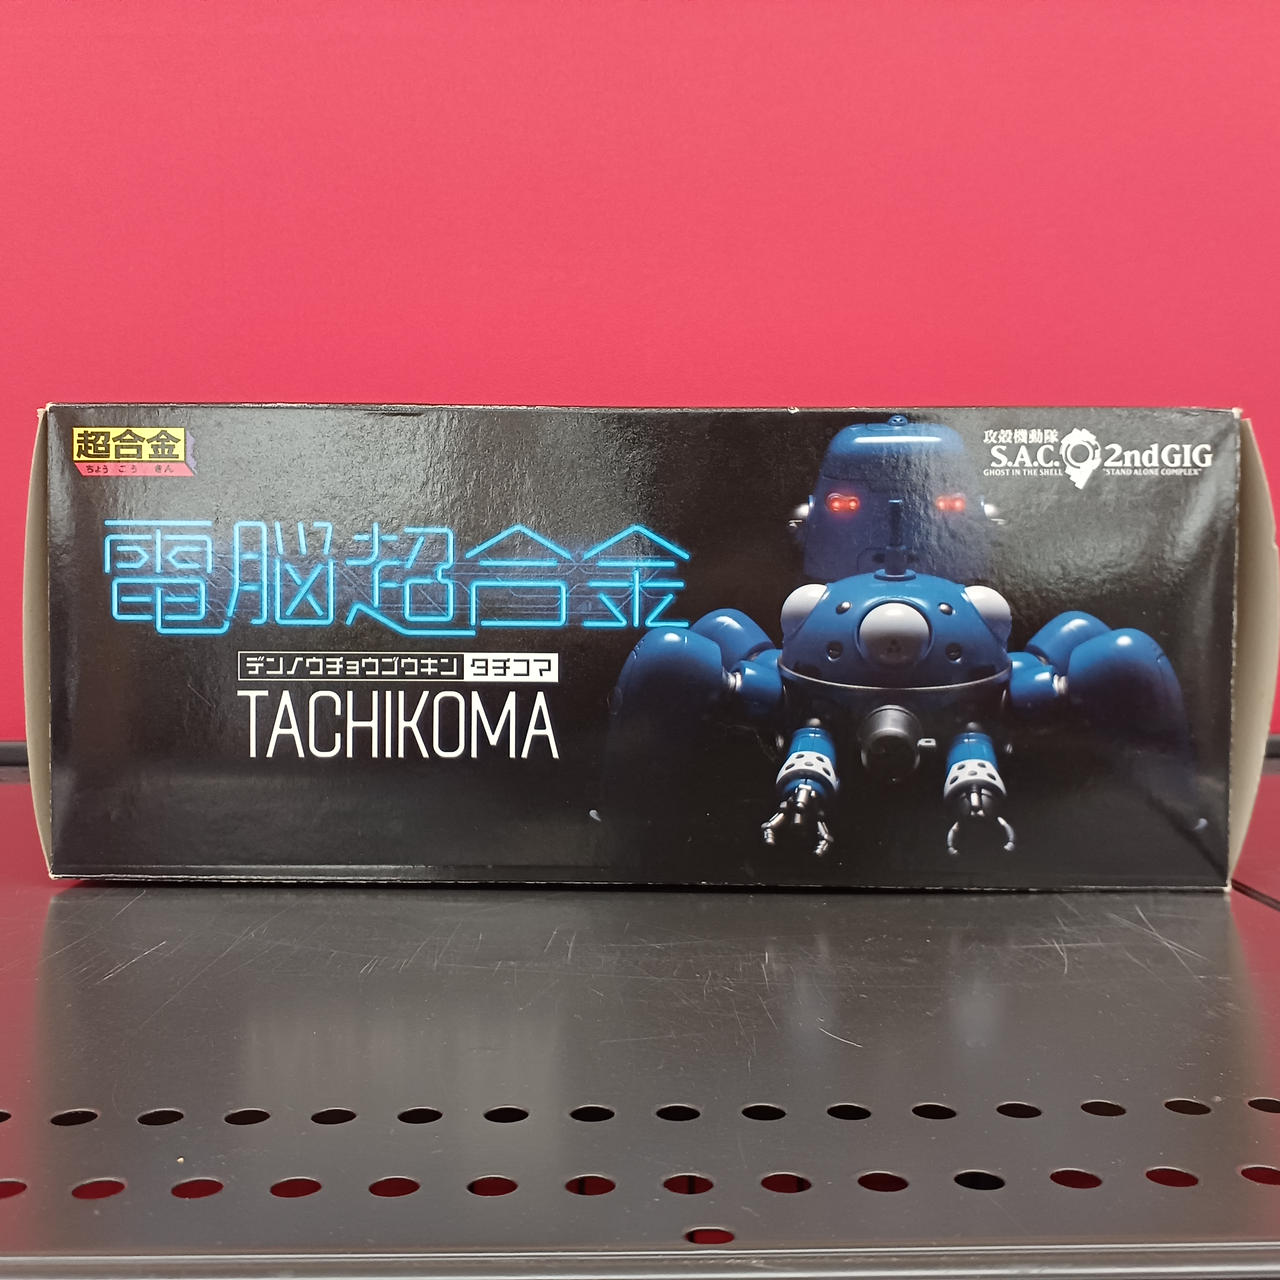 超合金
ちょう ごう きん
攻殻機動隊
S.A.C. 2ndGIG
GHOST IN THE SHELL "STAND ALONE COMPLEX"
電脳超合金
デンノウチョウゴウキン タチコマ
TACHIKOMA